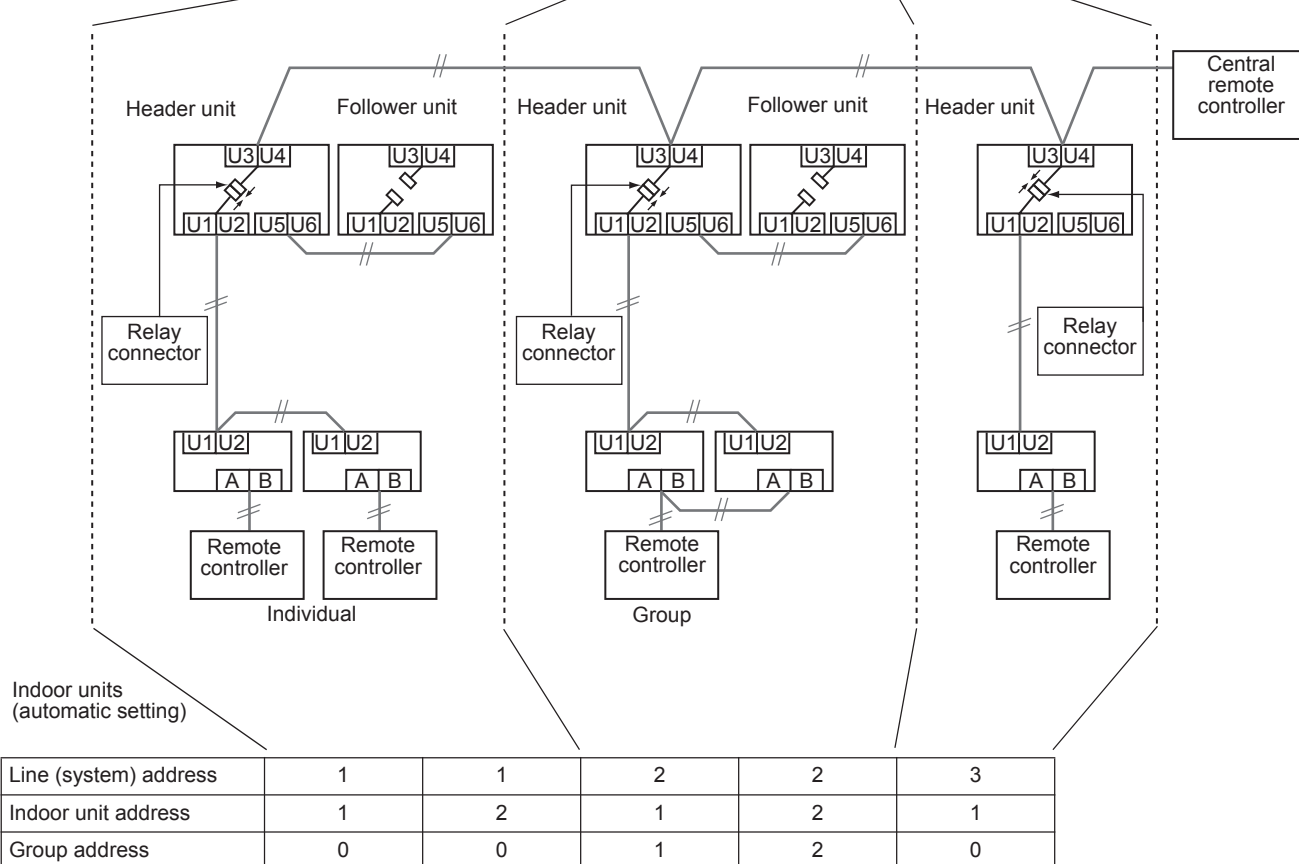 Central
remote
controller
Header unit
Follower unit
Header unit
Follower unit
Header unit
U3 U4
U3 U4
U3 U4
U3 U4
U3 U4
U1 U2 U5 U6
U1 U2 U5 U6
U1 U2 U5 U6
U1 U2 U5 U6
U1 U2 U5 U6
Relay
connector
Relay
connector
Relay
connector
U1 U2
U1 U2
U1 U2
U1 U2
U1 U2
A B
A B
A B
A B
A B
Remote
controller
Remote
controller
Remote
controller
Remote
controller
Individual
Group
Indoor units
(automatic setting)
Line (system) address 1 1 2 2 3
Indoor unit address 1 2 1 2 1
Group address 0 0 1 2 0